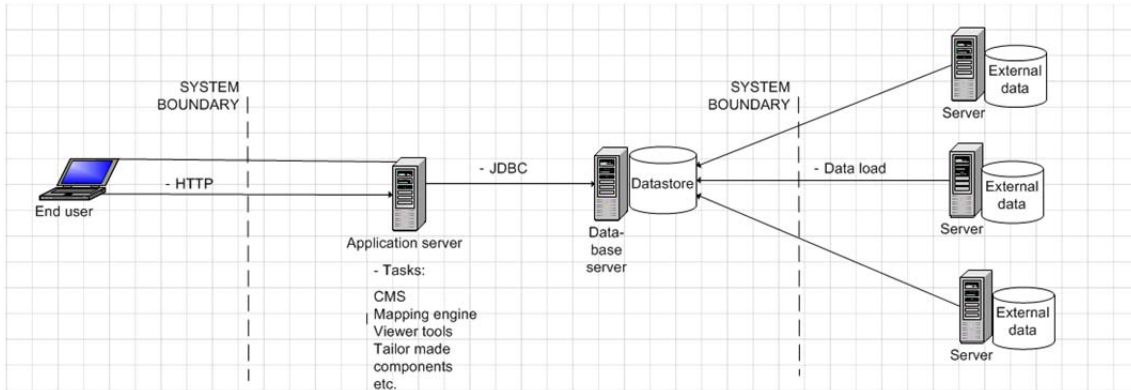 SYSTEM
BOUNDARY
- HTTP
End user
Application server
- Tasks:
CMS
Mapping engine
Viewer tools
Tailor made
components
etc.
- JDBC
Datastore
Data-
base
server
SYSTEM
BOUNDARY
- Data load
External
data
Server
External
data
Server
External
data
Server